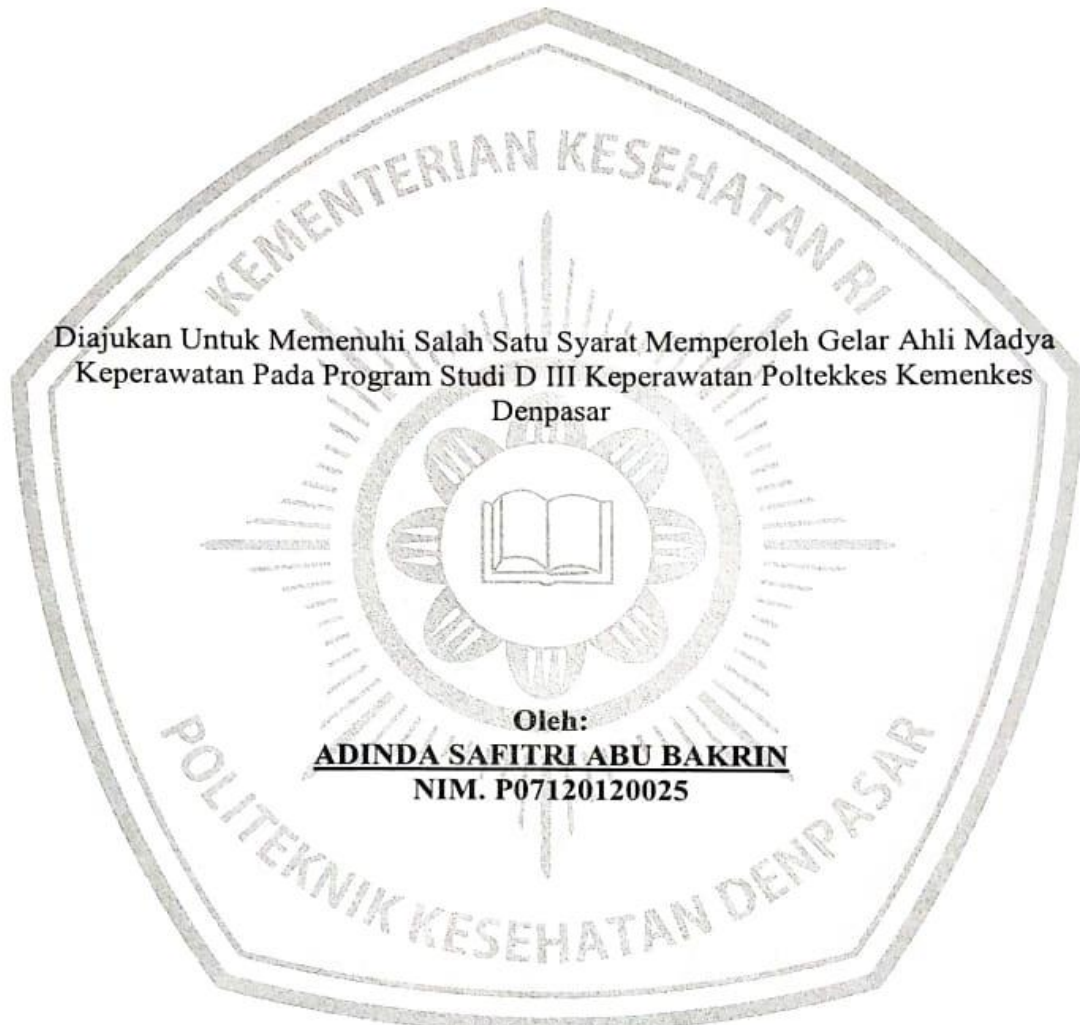 KEMENTERIAN KESEHATAN RI
Diajukan Untuk Memenuhi Salah Satu Syarat Memperoleh Gelar Ahli Madya
Keperawatan Pada Program Studi D III Keperawatan Poltekkes Kemenkes
Denpasar
Oleh:
ADINDA SAFITRI ABU BAKRIN
NIM. P07120120025
POLITEKNIK KESEHATAN DENPASAR